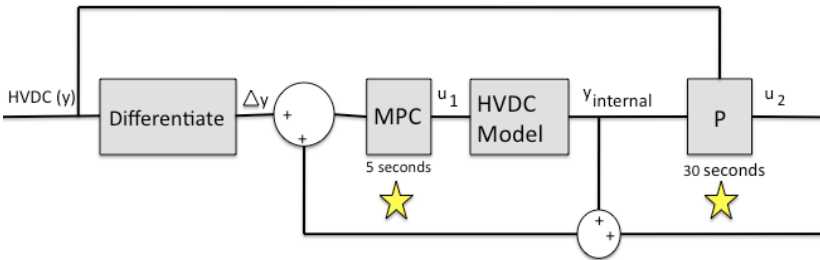 HVDC (y)
Differentiate
△y
+
+
MPC
5 seconds
u1
HVDC
Model
yinternal
+
+
P
30 seconds
u2